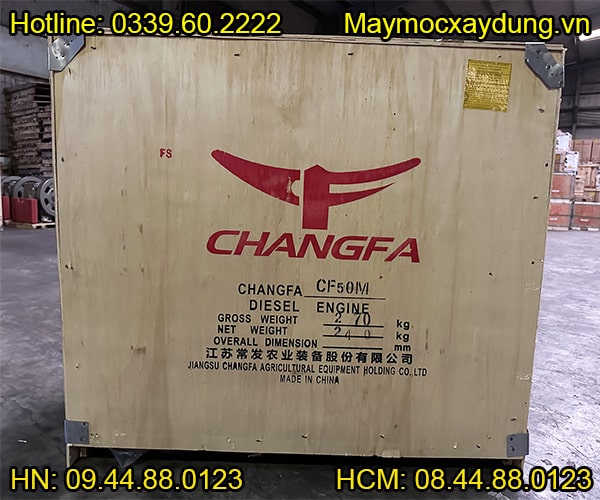 Hotline: 0339.60.2222
Maymocxaydung.vn
FS
CHANGFA
CHANGFA CF50M
DIESEL ENGINE
GROSS WEIGHT 270 kg
NET WEIGHT 240 kg
OVERALL DIMENSION mm
江苏常发农业装备股份有限公司
JIANGSU CHANGFA AGRICULTURAL EQUIPMENT HOLDING CO.,LTD
MADE IN CHINA
HN: 09.44.88.0123
HCM: 08.44.88.0123